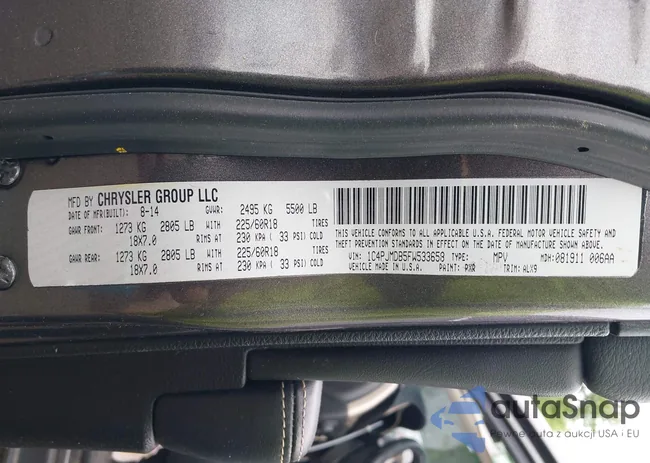 MFD BY CHRYSLER GROUP LLC
DATE OF MFR(BUILT): 8-14 GVWR: 2495 KG 5500 LB
GAWR FRONT: 1273 KG 2805 LB WITH 225/60R18 TIRES
18X7.0 RIMS AT 230 KPA ( 33 PSI) COLD
GAWR REAR: 1273 KG 2805 LB WITH 225/60R18 TIRES
18X7.0 RIMS AT 230 KPA ( 33 PSI) COLD
THIS VEHICLE CONFORMS TO ALL APPLICABLE U.S.A. FEDERAL MOTOR VEHICLE SAFETY AND
THEFT PREVENTION STANDARDS IN EFFECT ON THE DATE OF MANUFACTURE SHOWN ABOVE.
VIN: 1C4PJMDB5FW533659 TYPE: MPV MDH: 081911 006AA
VEHICLE MADE IN U.S.A. PAINT: PXR TRIM: ALX9
autaSnap
Pewne auta z aukcji USA i EU